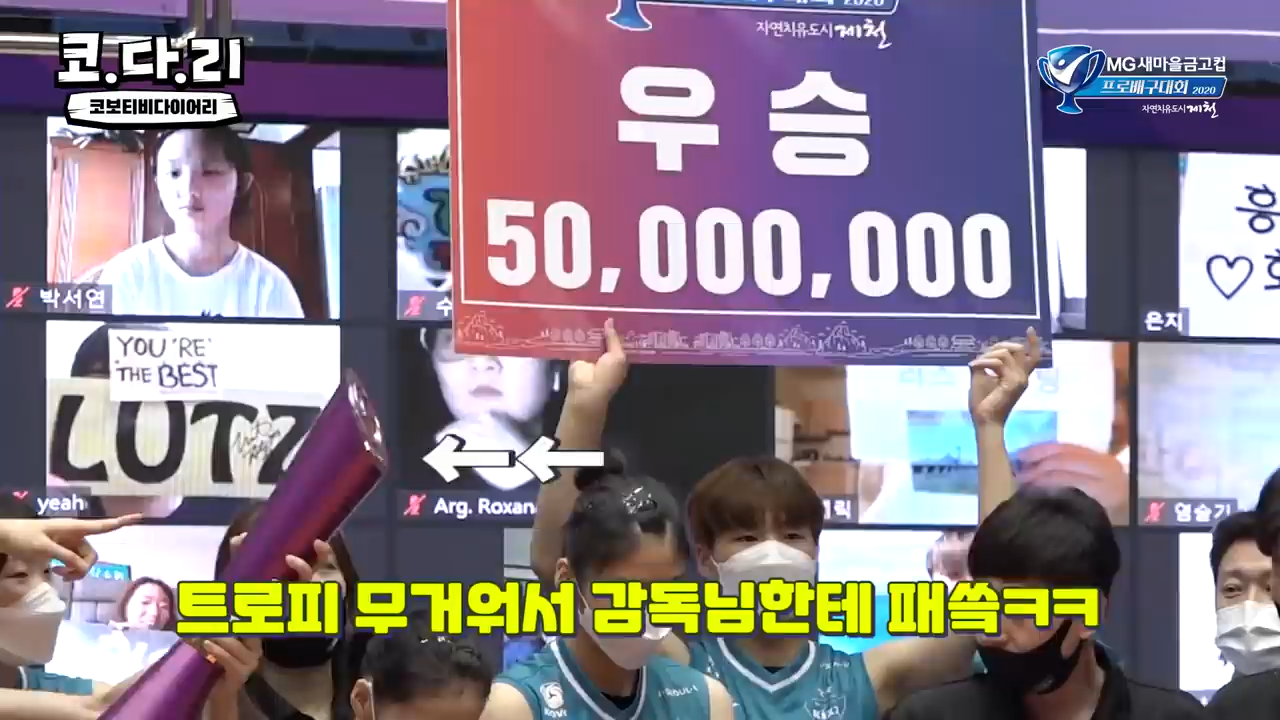 코.다.리
코보티비다이어리
2020
자연치유도시 제천
우승
50,000,000
MG새마을금고컵
프로배구대회 2020
자연치유도시 제천
박서연
은지
YOU'RE
THE BEST
LUTZ
yeah
Arg. Roxan
염슬기
트로피 무거워서 감독님한테 패쓱ㅋㅋ